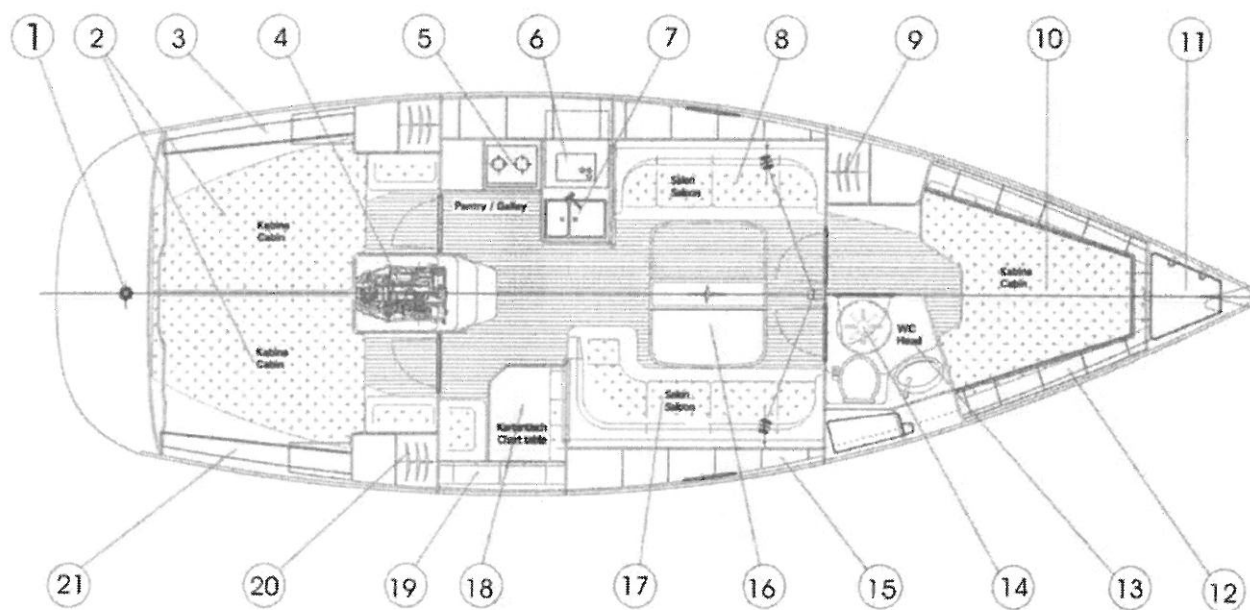 1
2
3
4
5
6
7
8
9
10
11
Kabine
Cabin
Pantry / Galley
Salon
Saloon
Kabine
Cabin
Kabine
Cabin
WC
Head
Salon
Saloon
Kartentisch
Chart table
21
20
19
18
17
16
15
14
13
12